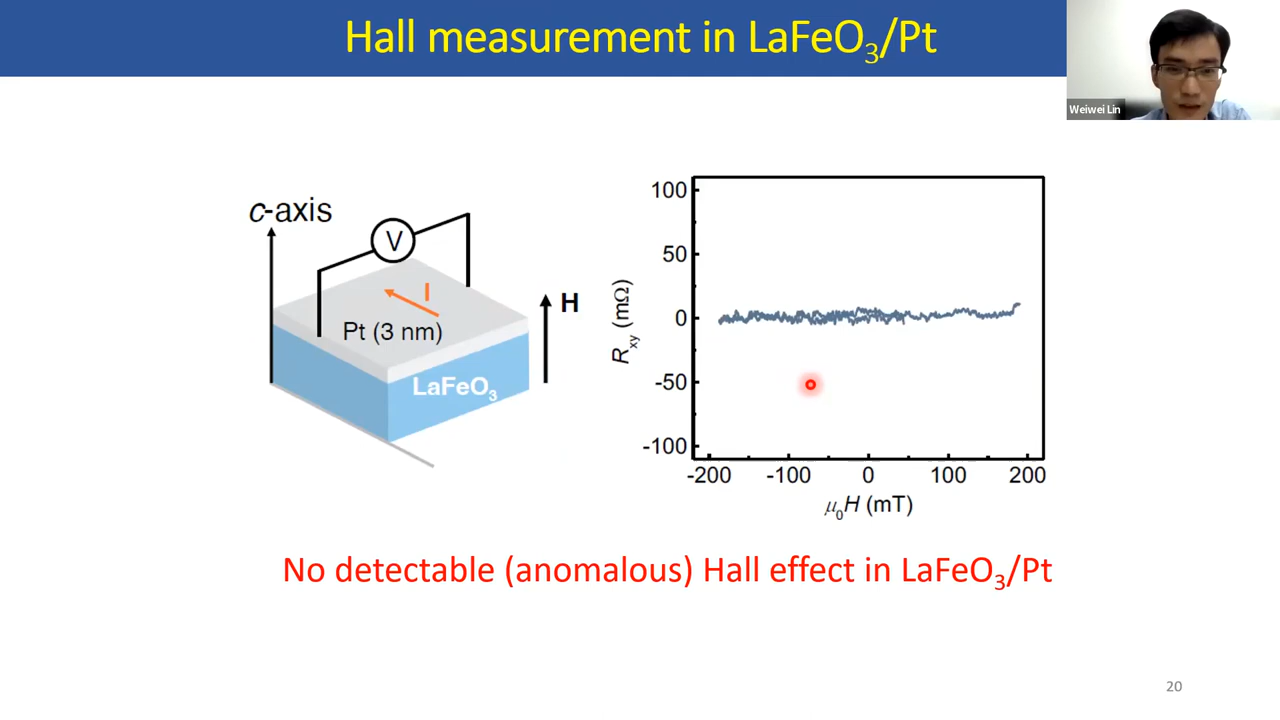 Hall measurement in LaFeO₃/Pt
Weiwei Lin
c-axis
V
I
H
Pt (3 nm)
LaFeO₃
100
50
0
-50
-100
Rxy (mΩ)
-200 -100 0 100 200
μ₀H (mT)
No detectable (anomalous) Hall effect in LaFeO₃/Pt
20